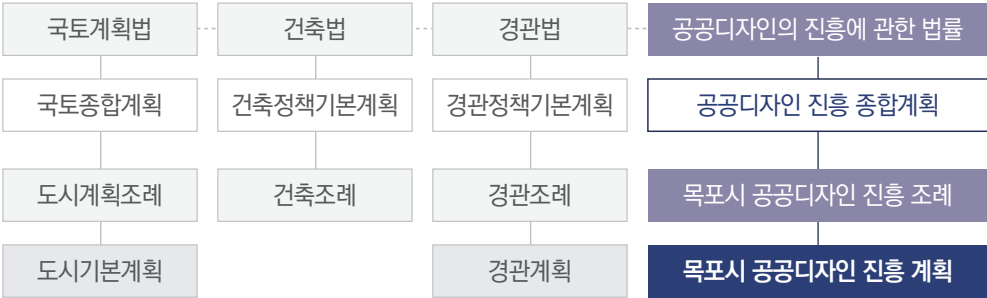 국토계획법 건축법 경관법 공공디자인의 진흥에 관한 법률
국토종합계획 건축정책기본계획 경관정책기본계획 공공디자인 진흥 종합계획
도시계획조례 건축조례 경관조례 목포시 공공디자인 진흥 조례
도시기본계획 경관계획 목포시 공공디자인 진흥 계획